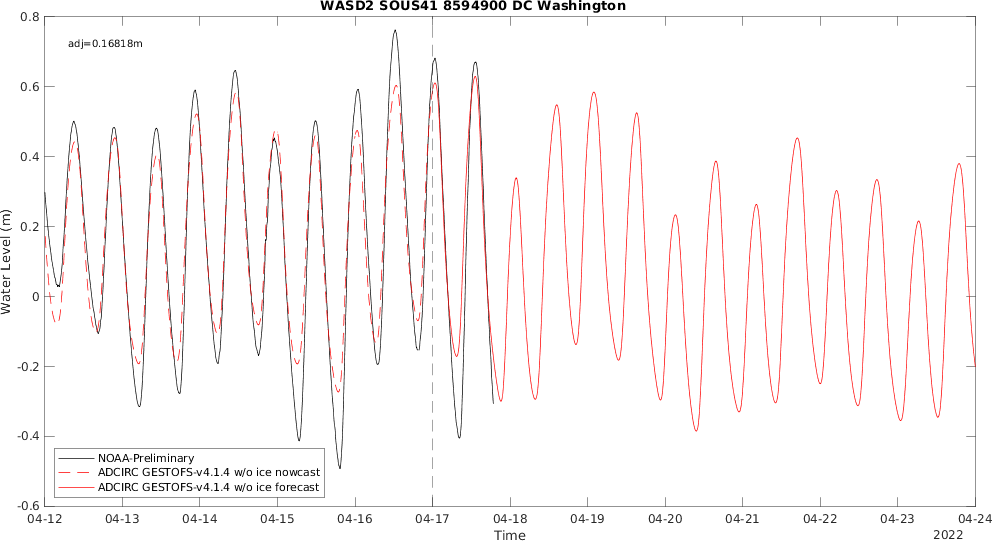 WASD2 SOUS41 8594900 DC Washington
adj=0.16818m
Water Level (m)
0.8
0.6
0.4
0.2
0
-0.2
-0.4
-0.6
NOAA-Preliminary
ADCIRC GESTOFS-v4.1.4 w/o ice nowcast
ADCIRC GESTOFS-v4.1.4 w/o ice forecast
04-12 04-13 04-14 04-15 04-16 04-17 04-18 04-19 04-20 04-21 04-22 04-23 04-24
Time
2022